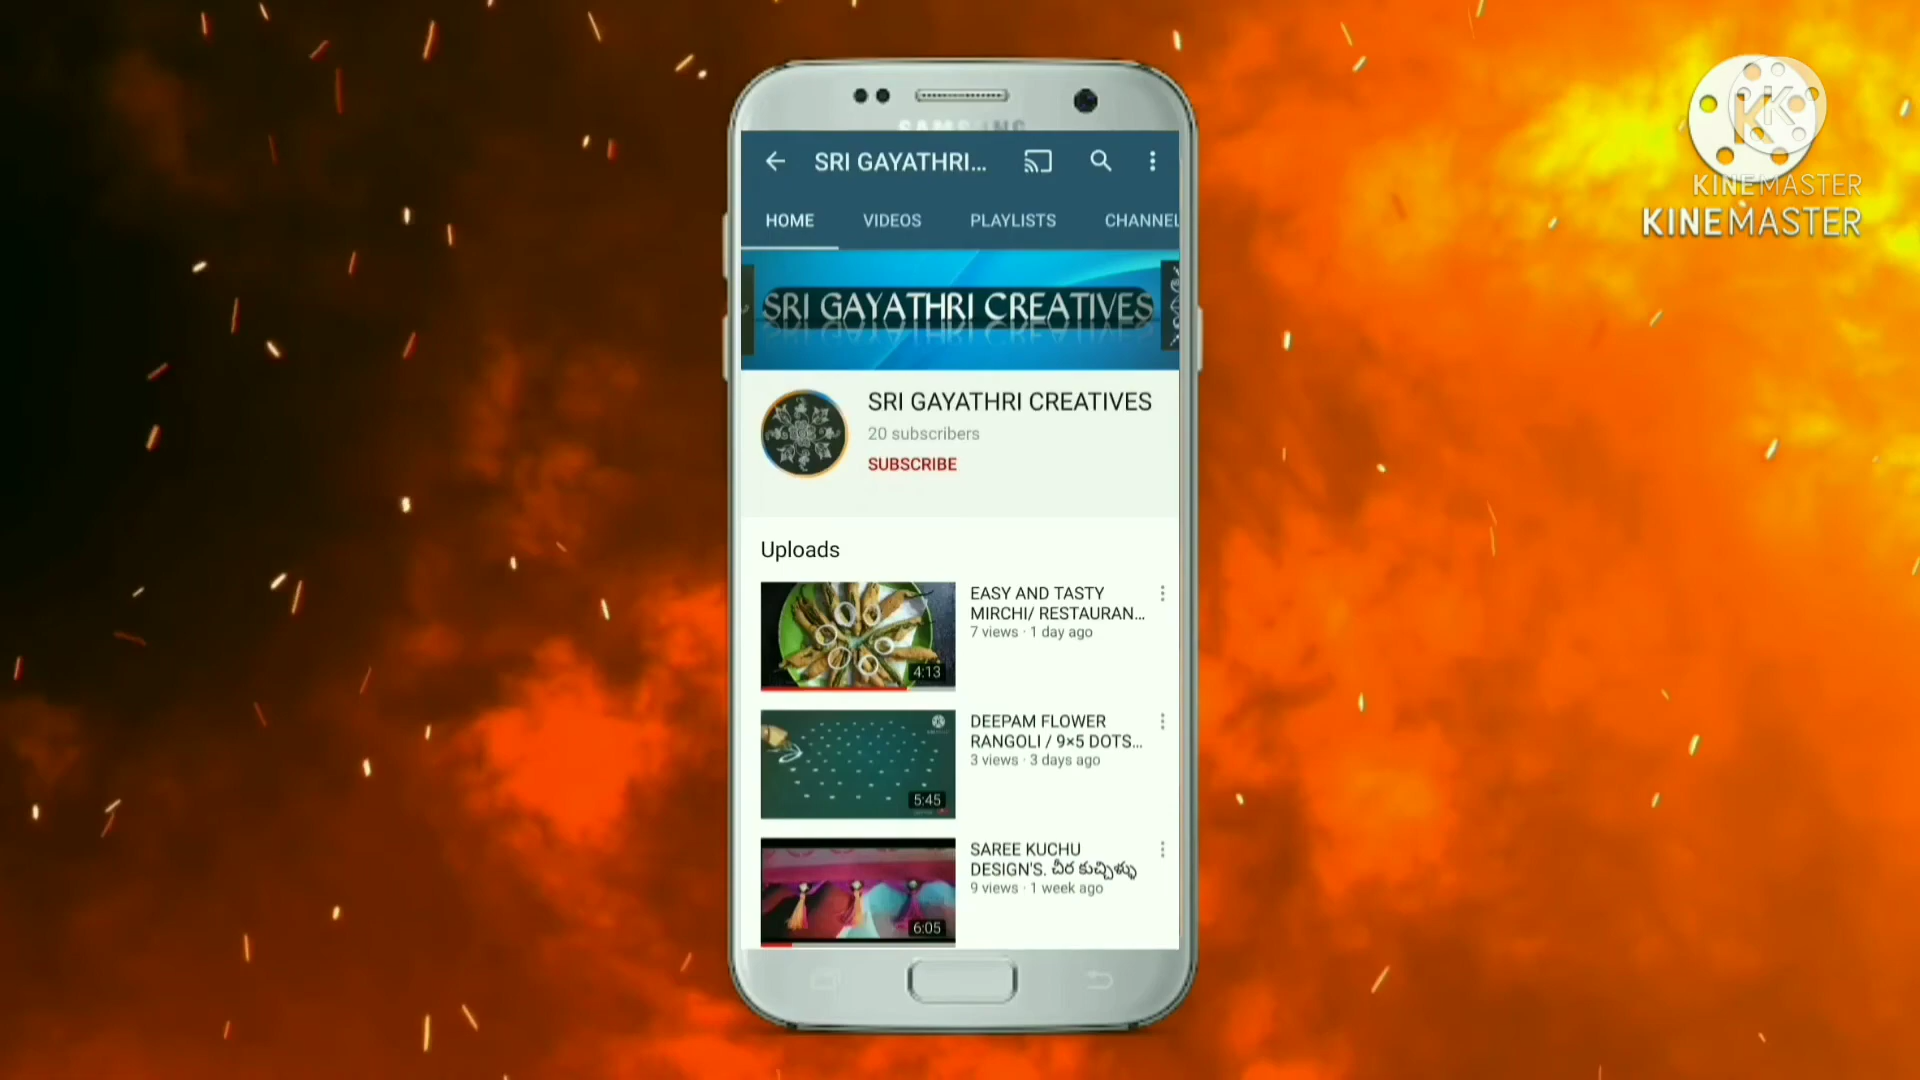 SAMSUNG
SRI GAYATHRI...
HOME VIDEOS PLAYLISTS CHANNEL
SRI GAYATHRI CREATIVES
SRI GAYATHRI CREATIVES
20 subscribers
SUBSCRIBE
Uploads
EASY AND TASTY
MIRCHI/ RESTAURAN...
7 views · 1 day ago
4:13
DEEPAM FLOWER
RANGOLI / 9×5 DOTS...
3 views · 3 days ago
5:45
SAREE KUCHU
DESIGN'S. చీర కుచ్చిళ్ళు
9 views · 1 week ago
6:05
K
K
KINEMASTER
KINEMASTER